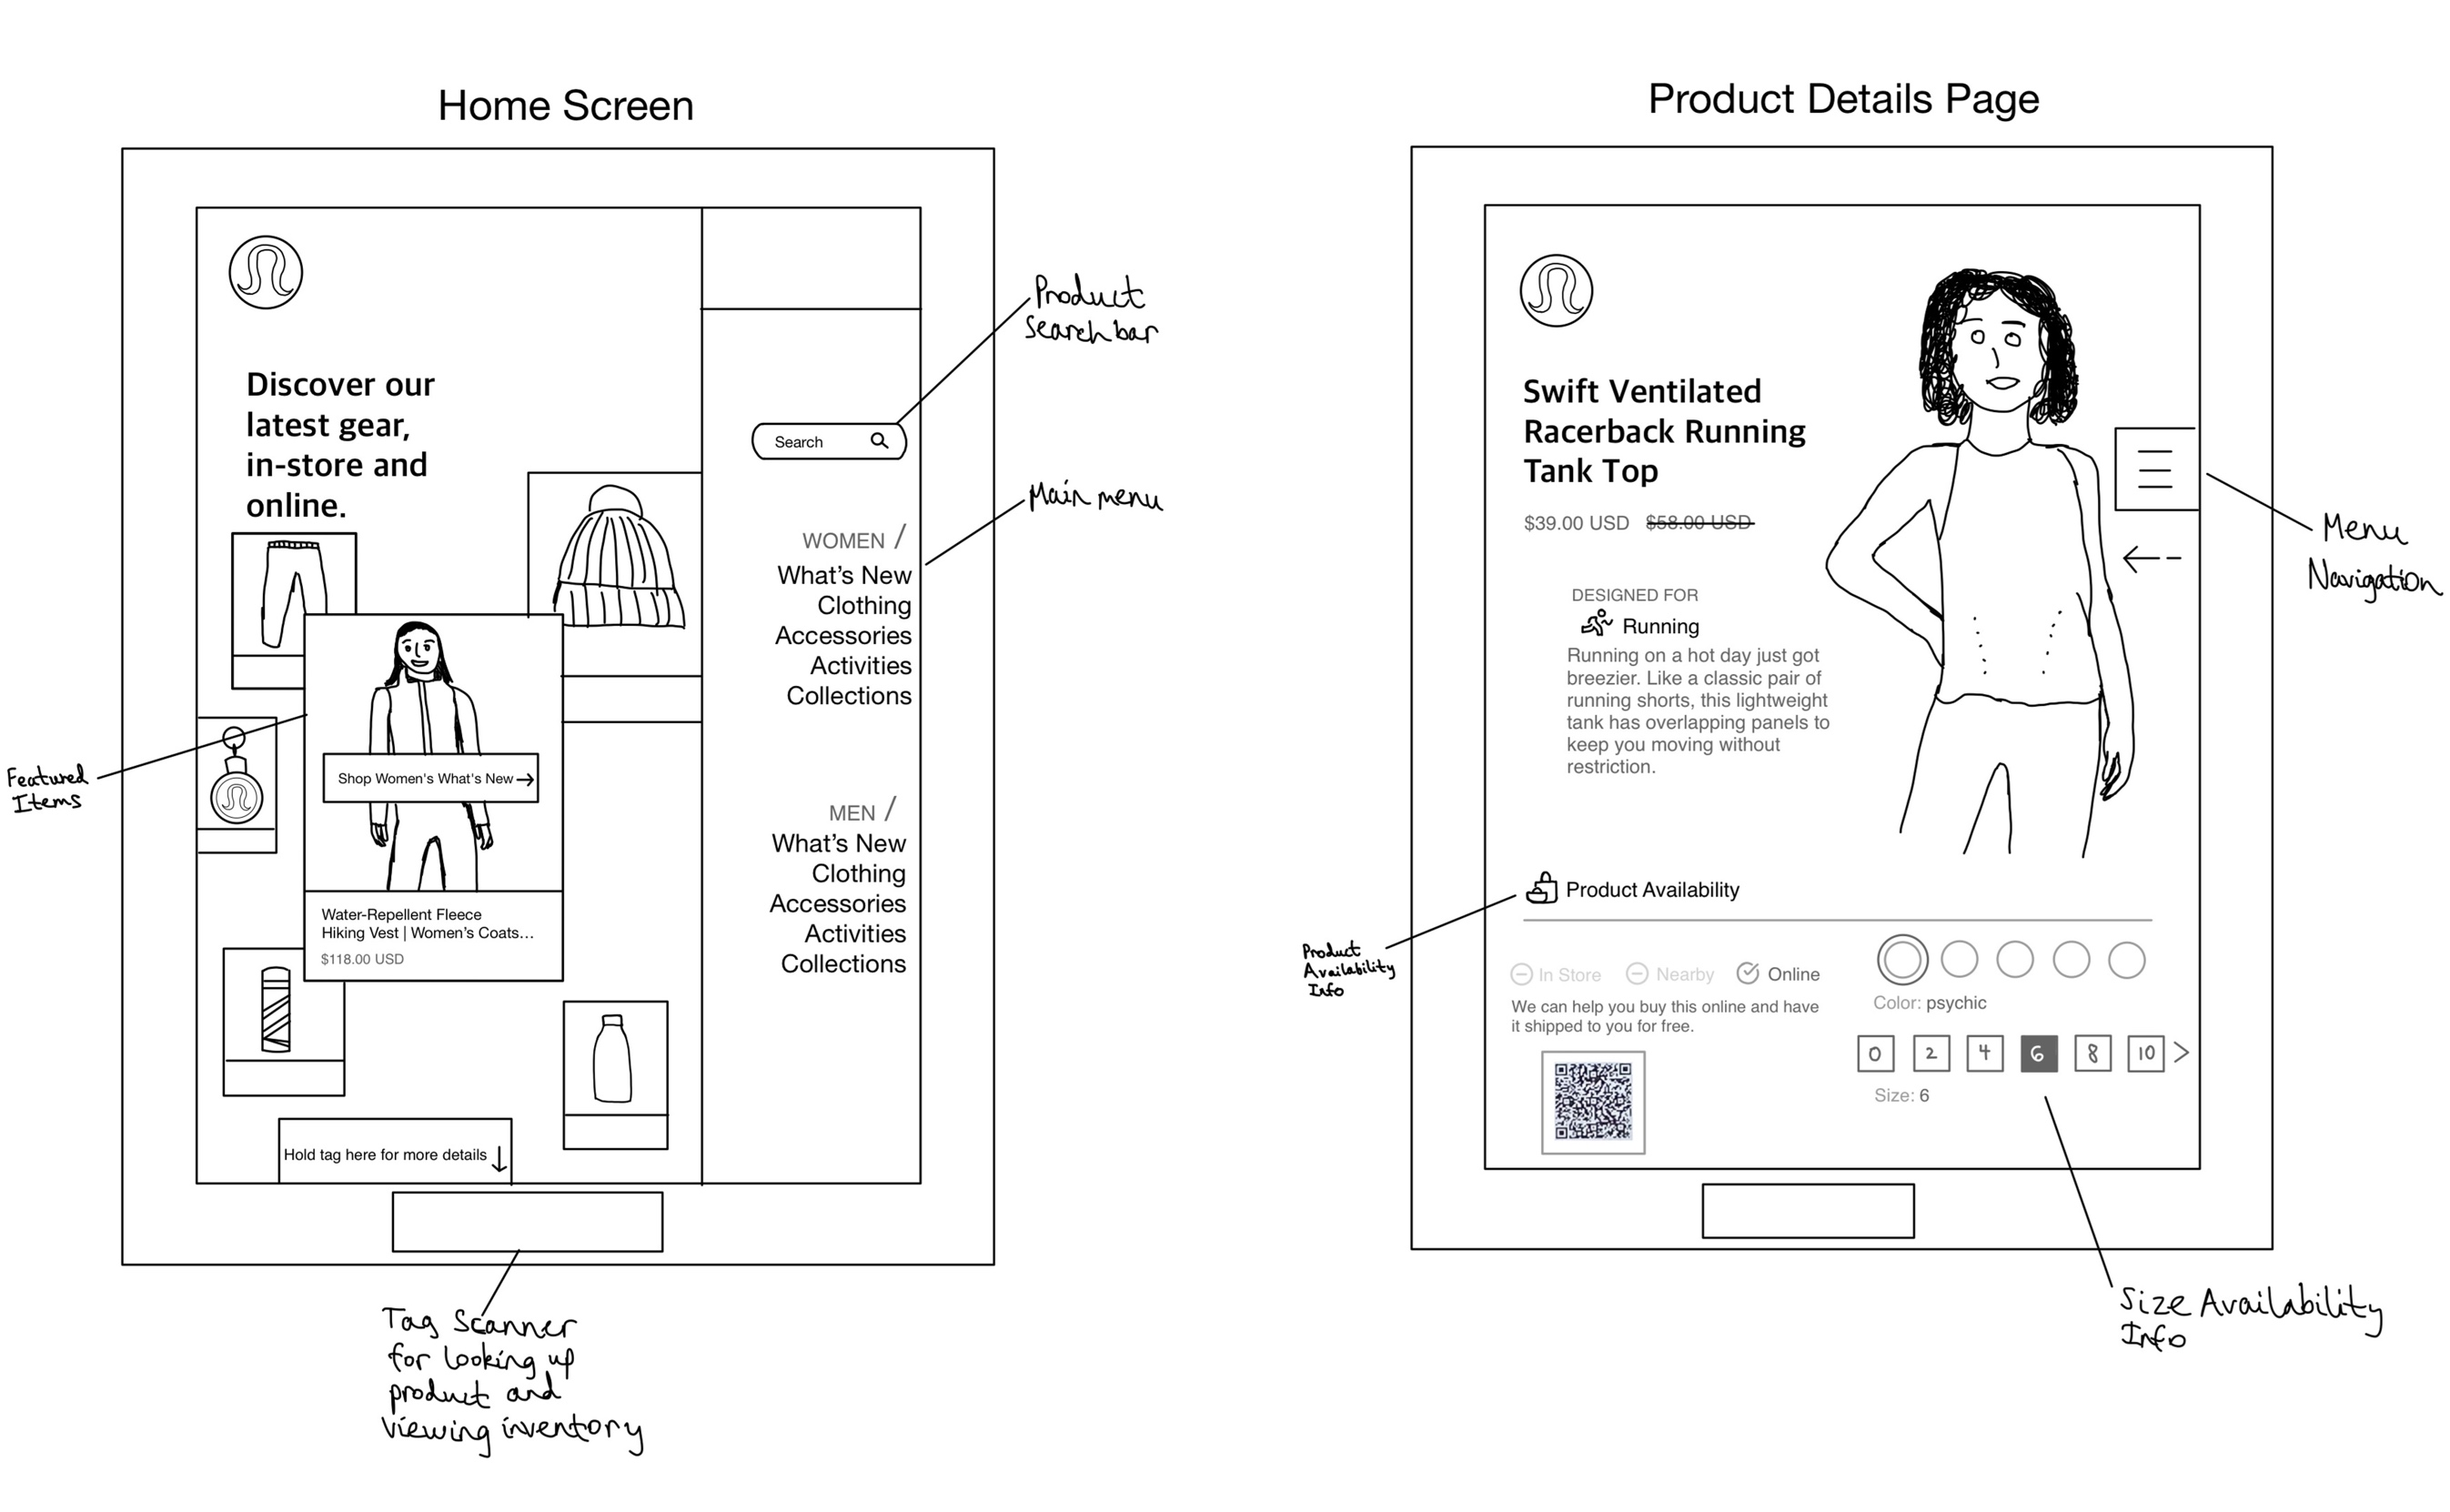 Home Screen
Discover our
latest gear,
in-store and
online.
Shop Women's What's New
Water-Repellent Fleece
Hiking Vest | Women's Coats...
$118.00 USD
Hold tag here for more details
Search
WOMEN /
What's New
Clothing
Accessories
Activities
Collections
MEN /
What's New
Clothing
Accessories
Activities
Collections
Product
Search bar
Main menu
Featured
Items
Tag Scanner
for looking up
product and
viewing inventory
Product Details Page
Swift Ventilated
Racerback Running
Tank Top
$39.00 USD $58.00 USD
DESIGNED FOR
Running
Running on a hot day just got
breezier. Like a classic pair of
running shorts, this lightweight
tank has overlapping panels to
keep you moving without
restriction.
Product Availability
In Store Nearby Online
We can help you buy this online and have
it shipped to you for free.
Color: psychic
0 2 4 6 8 10
Size: 6
Menu
Navigation
Product
Availability
Info
Size Availability
Info